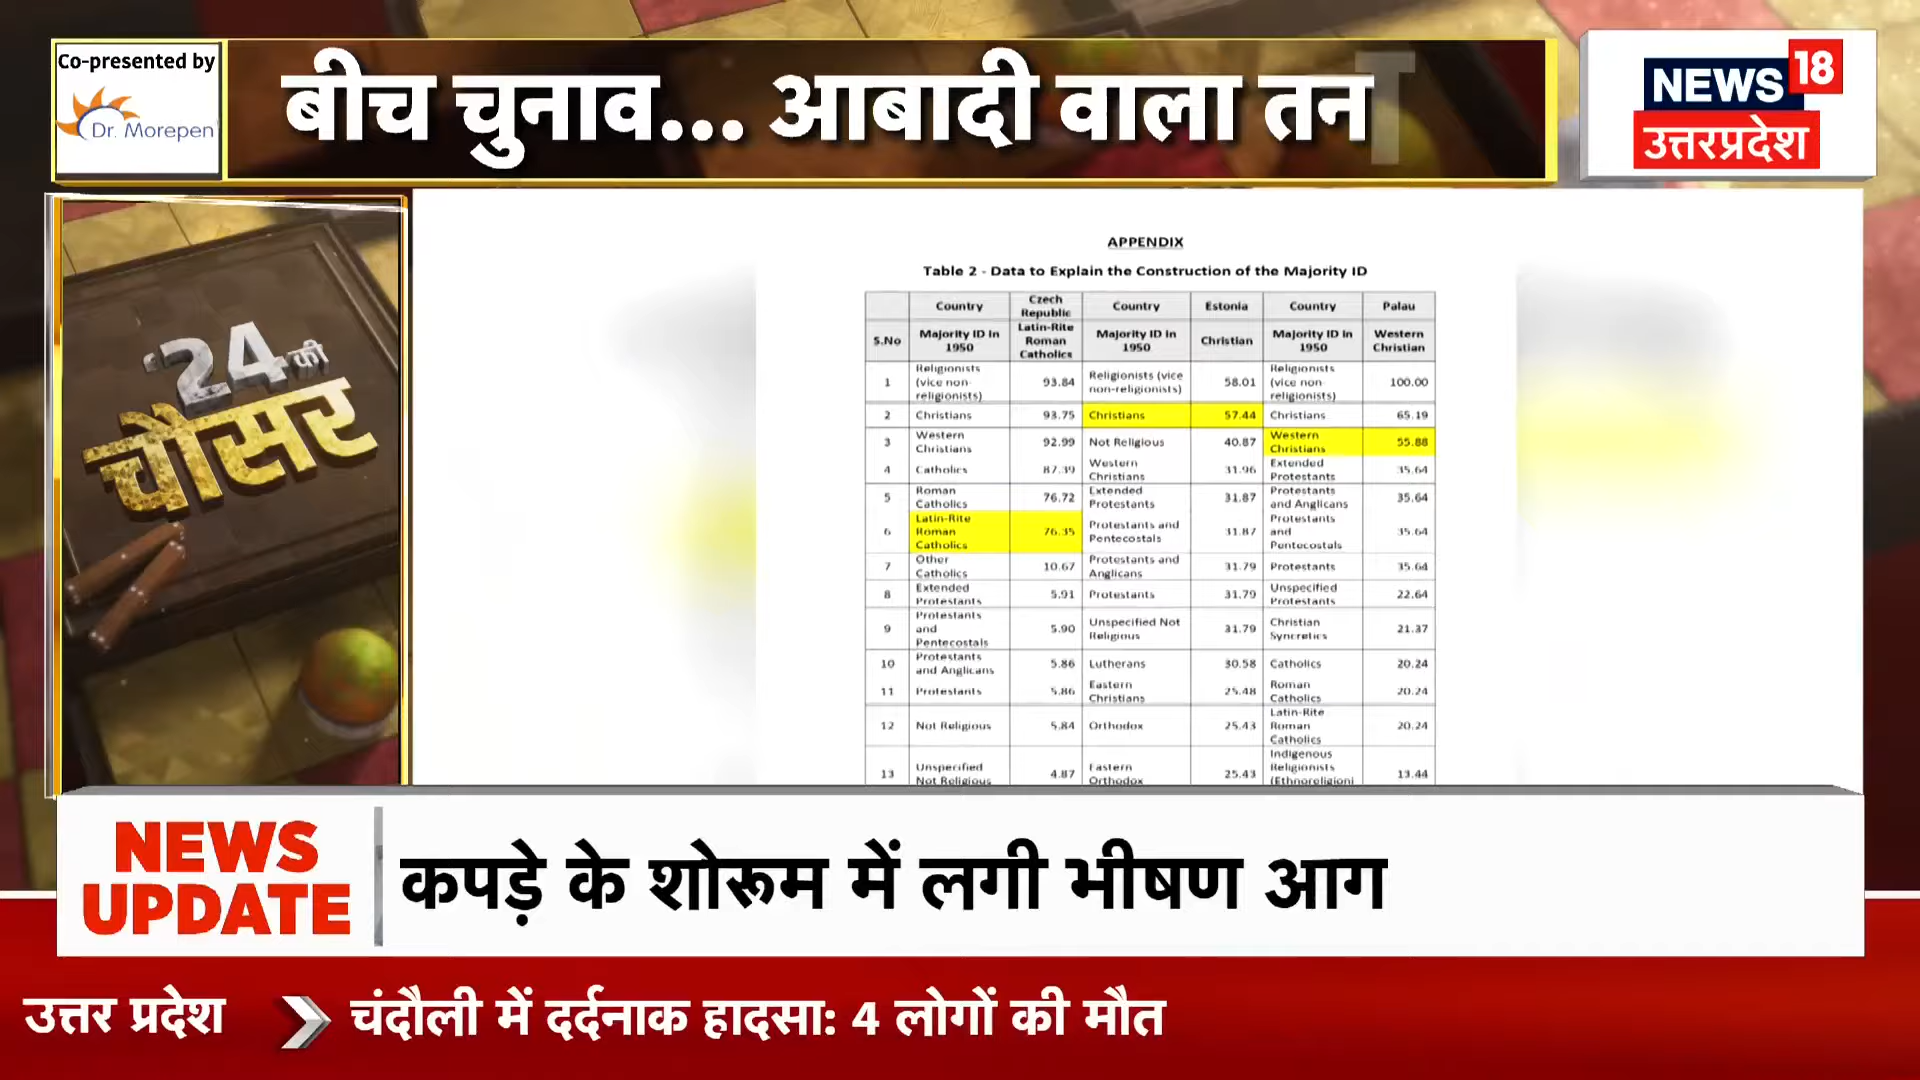 Co-presented by
Dr. Morepen
बीच चुनाव... आबादी वाला तन
NEWS 18
उत्तरप्रदेश
'24 की
चौसर
APPENDIX
Table 2 - Data to Explain the Construction of the Majority ID
Country | Czech Republic | Country | Estonia | Country | Palau
S.No | Majority ID in 1950 | Latin-Rite Roman Catholics | Majority ID in 1950 | Christian | Majority ID in 1950 | Western Christian
1 | Religionists (vice non-religionists) | 93.84 | Religionists (vice non-religionists) | 58.01 | Religionists (vice non-religionists) | 100.00
2 | Christians | 93.75 | Christians | 57.44 | Christians | 65.19
3 | Western Christians | 92.99 | Not Religious | 40.87 | Western Christians | 55.88
4 | Catholics | 87.39 | Western Christians | 31.96 | Extended Protestants | 35.64
5 | Roman Catholics | 76.72 | Extended Protestants | 31.87 | Protestants and Anglicans | 35.64
6 | Latin-Rite Roman Catholics | 76.35 | Protestants and Pentecostals | 31.87 | Protestants and Pentecostals | 35.64
7 | Other Catholics | 10.67 | Protestants and Anglicans | 31.79 | Protestants | 35.64
8 | Extended Protestants | 5.91 | Protestants | 31.79 | Unspecified Protestants | 22.64
9 | Protestants and Pentecostals | 5.90 | Unspecified Not Religious | 31.79 | Christian Syncretics | 21.37
10 | Protestants and Anglicans | 5.86 | Lutherans | 30.58 | Catholics | 20.24
11 | Protestants | 5.86 | Eastern Christians | 25.48 | Roman Catholics | 20.24
12 | Not Religious | 5.84 | Orthodox | 25.43 | Latin-Rite Roman Catholics | 20.24
13 | Unspecified Not Religious | 4.87 | Eastern Orthodox | 25.43 | Indigenous Religionists (Ethnoreligioni | 13.44
NEWS UPDATE
कपड़े के शोरूम में लगी भीषण आग
उत्तर प्रदेश
चंदौली में दर्दनाक हादसा: 4 लोगों की मौत